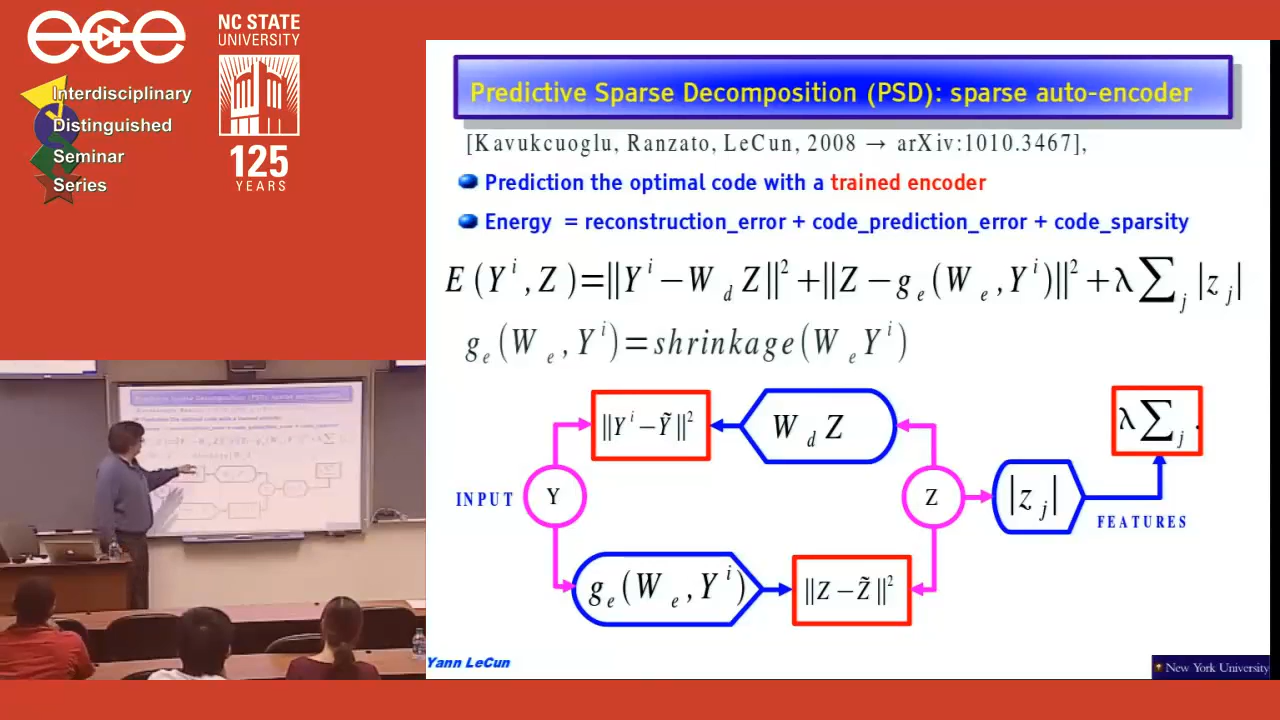 ece
NC STATE
UNIVERSITY
125
YEARS
Interdisciplinary
Distinguished
Seminar
Series
Predictive Sparse Decomposition (PSD): sparse auto-encoder
[Kavukcuoglu, Ranzato, LeCun, 2008 → arXiv:1010.3467],
Prediction the optimal code with a trained encoder
Energy = reconstruction_error + code_prediction_error + code_sparsity
E(Y^i, Z)=||Y^i−W_d Z||^2+||Z−g_e(W_e,Y^i)||^2+λ∑_j|z_j|
g_e(W_e,Y^i)=shrinkage(W_e Y^i)
||Y^i−Ỹ||^2
W_d Z
λ∑_j.
INPUT
Y
Z
|z_j|
FEATURES
g_e(W_e,Y^i)
||Z−Z̃||^2
Yann LeCun
New York University